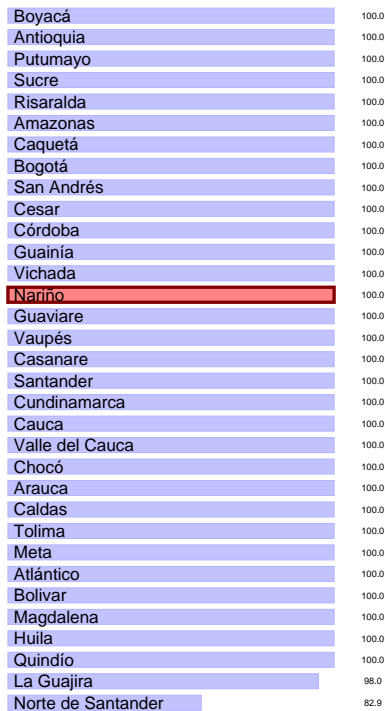 Boyacá 100.0
Antioquia 100.0
Putumayo 100.0
Sucre 100.0
Risaralda 100.0
Amazonas 100.0
Caquetá 100.0
Bogotá 100.0
San Andrés 100.0
Cesar 100.0
Córdoba 100.0
Guainía 100.0
Vichada 100.0
Nariño 100.0
Guaviare 100.0
Vaupés 100.0
Casanare 100.0
Santander 100.0
Cundinamarca 100.0
Cauca 100.0
Valle del Cauca 100.0
Chocó 100.0
Arauca 100.0
Caldas 100.0
Tolima 100.0
Meta 100.0
Atlántico 100.0
Bolivar 100.0
Magdalena 100.0
Huila 100.0
Quindío 100.0
La Guajira 98.0
Norte de Santander 82.9